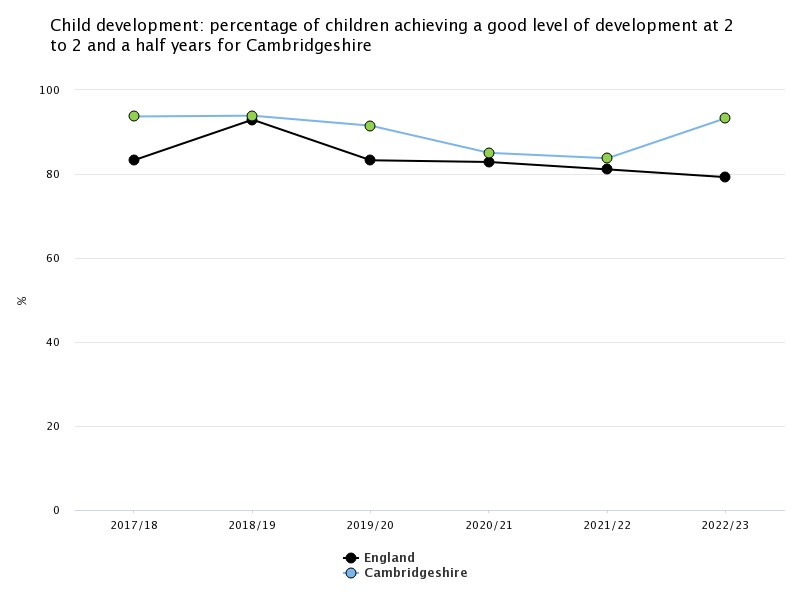 Child development: percentage of children achieving a good level of development at 2
to 2 and a half years for Cambridgeshire
100
80
60
%
40
20
0
2017/18 2018/19 2019/20 2020/21 2021/22 2022/23
England
Cambridgeshire